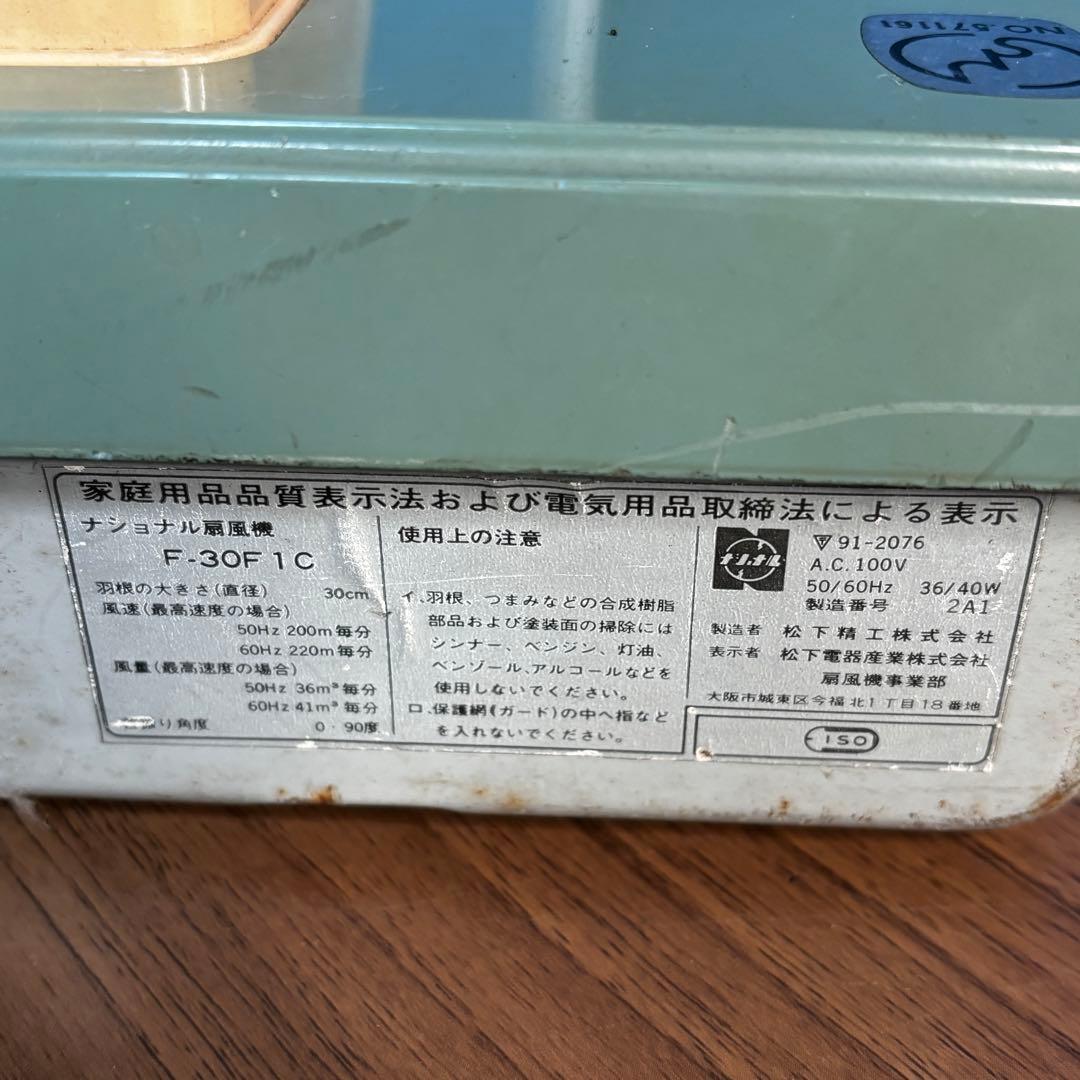 NO.571161
家庭用品品質表示法および電気用品取締法による表示
ナショナル扇風機
F-30F1C
羽根の大きさ(直径) 30cm
風速(最高速度の場合)
50Hz 200m毎分
60Hz 220m毎分
風量(最高速度の場合)
50Hz 36m³毎分
60Hz 41m³毎分
り角度 0-90度
使用上の注意
イ.羽根、つまみなどの合成樹脂
部品および塗装面の掃除には
シンナー、ベンジン、灯油、
ベンゾール、アルコールなどを
使用しないでください。
ロ.保護網(ガード)の中へ指など
を入れないでください。
ナショナル
▽91-2076
A.C.100V
50/60Hz 36/40W
製造番号 2A1
製造者 松下精工株式会社
表示者 松下電器産業株式会社
扇風機事業部
大阪市城東区今福北1丁目18番地
ISO